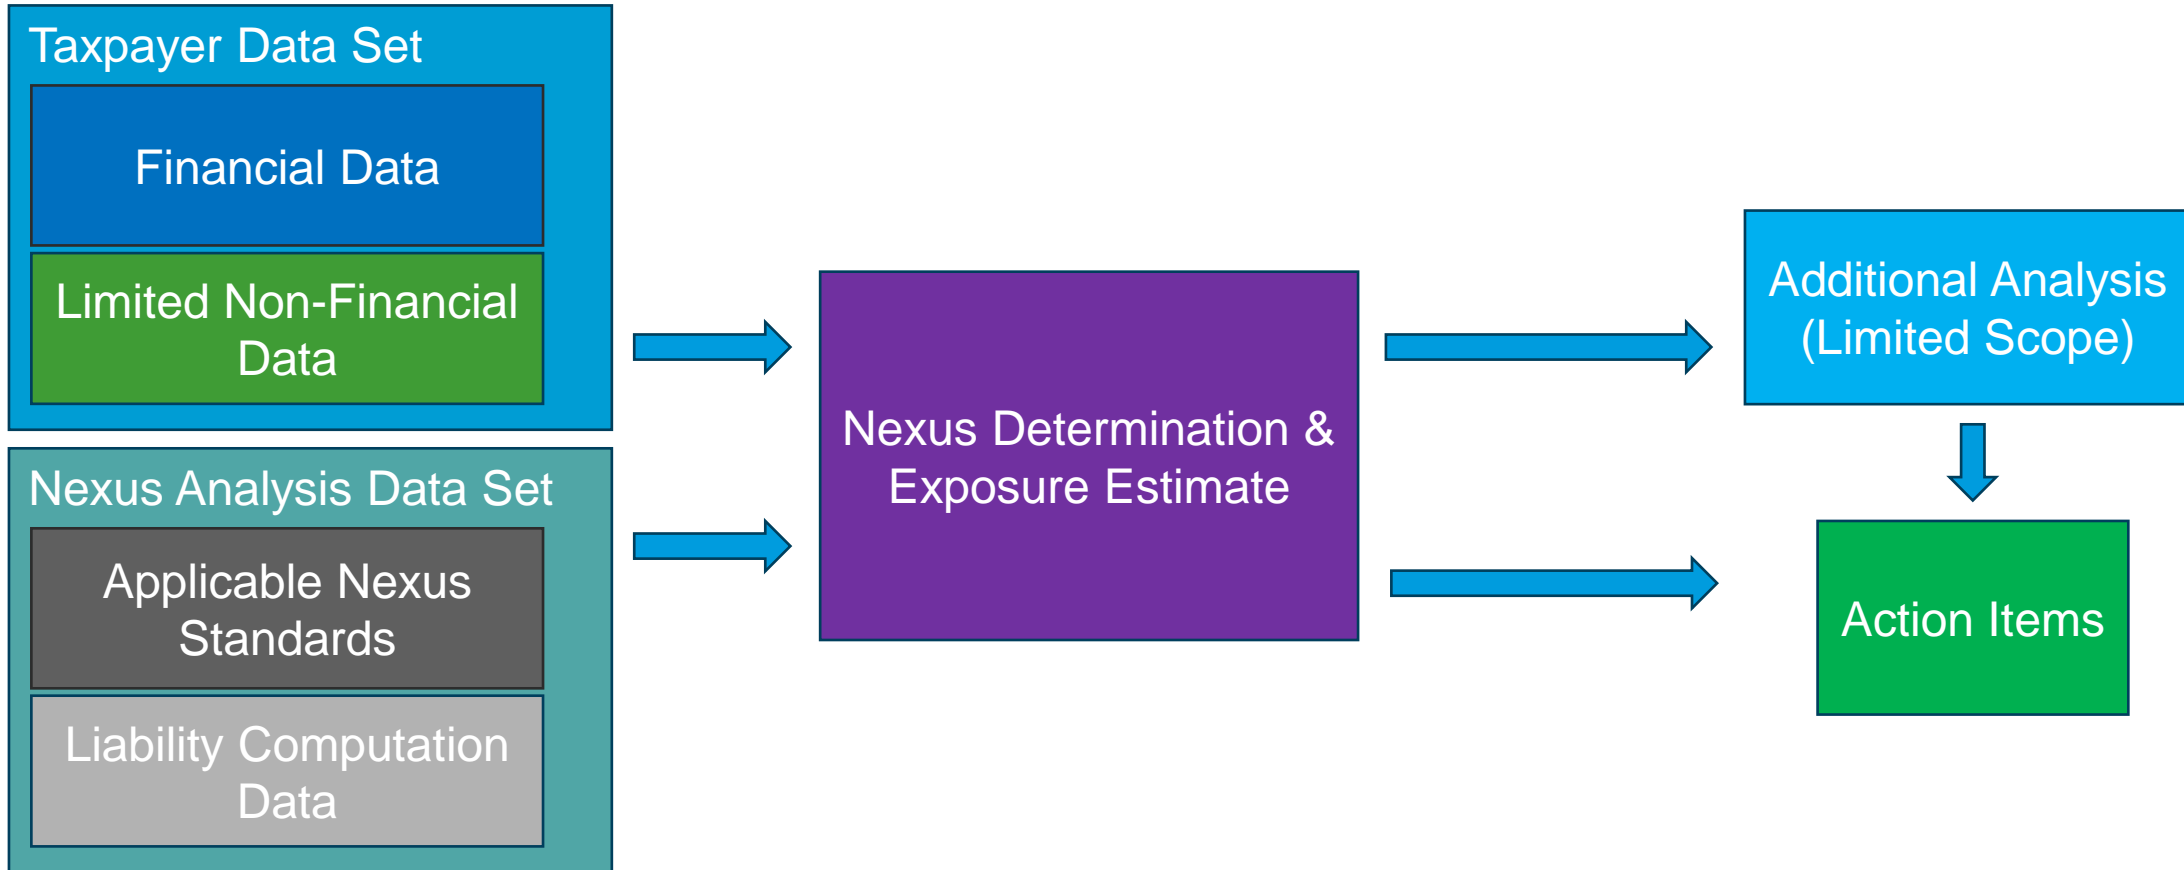 Taxpayer Data Set
Financial Data
Limited Non-Financial
Data
Nexus Analysis Data Set
Applicable Nexus
Standards
Liability Computation
Data
Nexus Determination &
Exposure Estimate
Additional Analysis
(Limited Scope)
Action Items